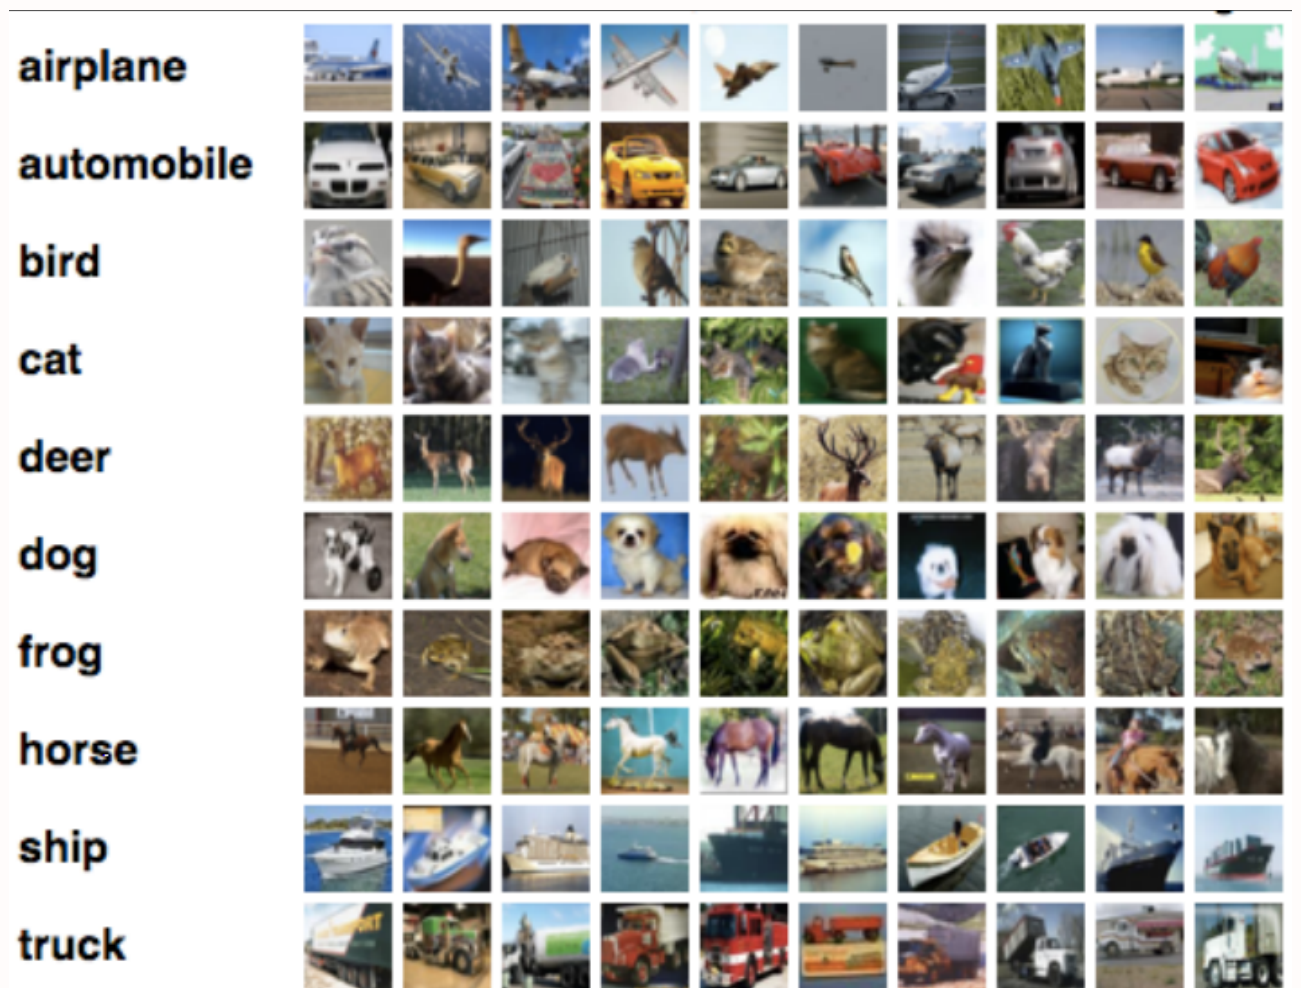 airplane
automobile
bird
cat
deer
dog
frog
horse
ship
truck